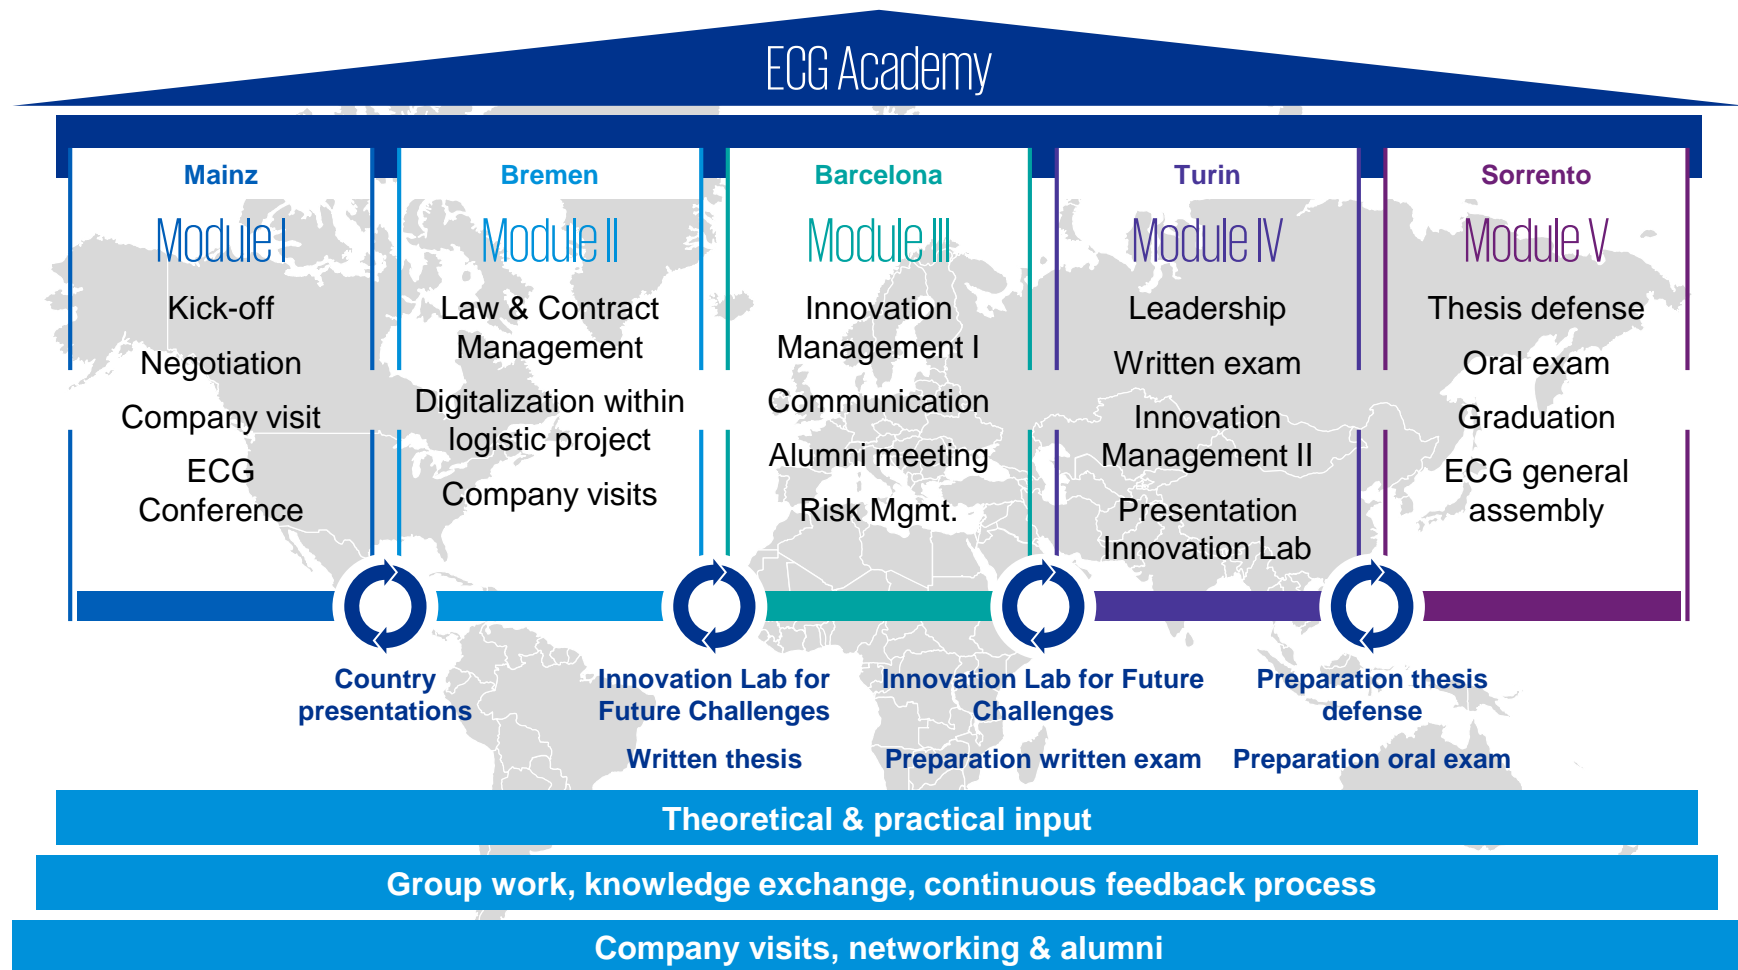 ECG Academy
Mainz
Module I
Kick-off
Negotiation
Company visit
ECG
Conference
Bremen
Module II
Law & Contract
Management
Digitalization within
logistic project
Company visits
Barcelona
Module III
Innovation
Management I
Communication
Alumni meeting
Risk Mgmt.
Turin
Module IV
Leadership
Written exam
Innovation
Management II
Presentation
Innovation Lab
Sorrento
Module V
Thesis defense
Oral exam
Graduation
ECG general
assembly
Country
presentations
Innovation Lab for
Future Challenges
Written thesis
Innovation Lab for Future
Challenges
Preparation written exam
Preparation thesis
defense
Preparation oral exam
Theoretical & practical input
Group work, knowledge exchange, continuous feedback process
Company visits, networking & alumni